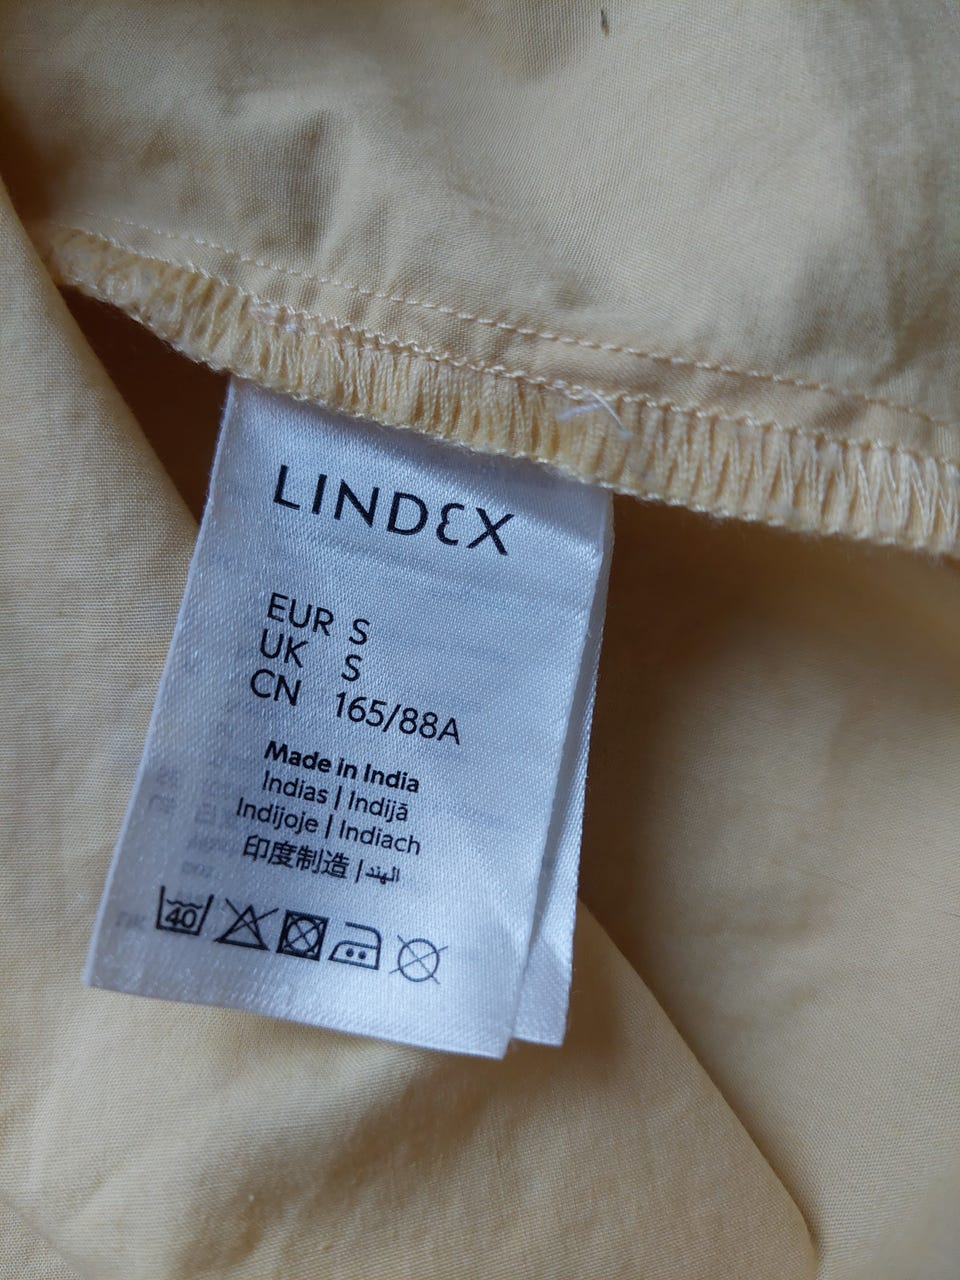 LINDEX
EUR S
UK S
CN 165/88A
Made in India
Indias | Indijā
Indijoje | Indiach
印度制造 | الهند
40